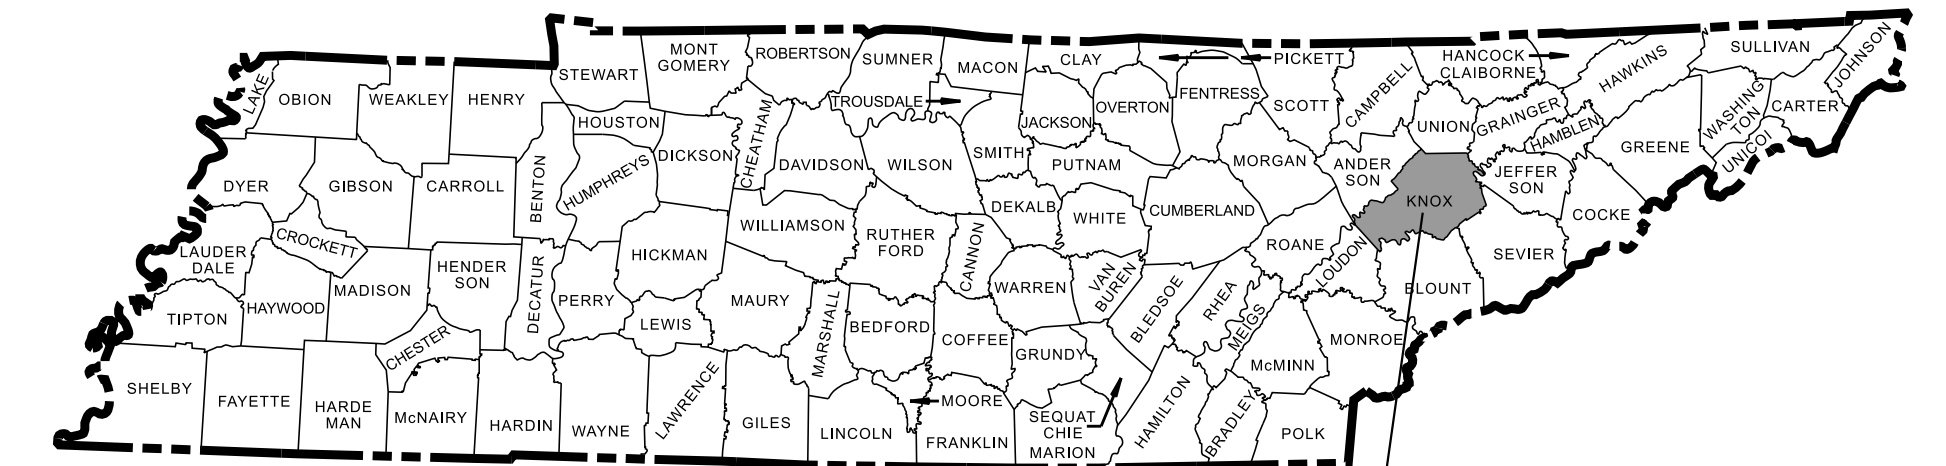 MONT
GOMERY
ROBERTSON
SUMNER
MACON
CLAY
PICKETT
HANCOCK
CLAIBORNE
HAWKINS
SULLIVAN
JOHNSON
LAKE
OBION
WEAKLEY
HENRY
STEWART
HOUSTON
TROUSDALE
JACKSON
OVERTON
FENTRESS
SCOTT
CAMPBELL
UNION
GRAINGER
HAMBLEN
GREENE
WASHING
TON
UNICOI
CARTER
DYER
GIBSON
CARROLL
BENTON
HUMPHREYS
DICKSON
CHEATHAM
DAVIDSON
WILSON
SMITH
PUTNAM
MORGAN
ANDER
SON
KNOX
JEFFER
SON
COCKE
LAUDER
DALE
CROCKETT
WILLIAMSON
RUTHER
FORD
CANNON
DEKALB
WHITE
CUMBERLAND
ROANE
LOUDON
SEVIER
TIPTON
HAYWOOD
MADISON
HENDER
SON
DECATUR
PERRY
HICKMAN
LEWIS
MAURY
MARSHALL
BEDFORD
COFFEE
WARREN
VAN
BUREN
BLEDSOE
RHEA
MEIGS
BLOUNT
MONROE
McMINN
GRUNDY
SHELBY
FAYETTE
HARDE
MAN
CHESTER
McNAIRY
HARDIN
WAYNE
LAWRENCE
GILES
LINCOLN
MOORE
FRANKLIN
SEQUAT
CHIE
MARION
HAMILTON
BRADLEY
POLK